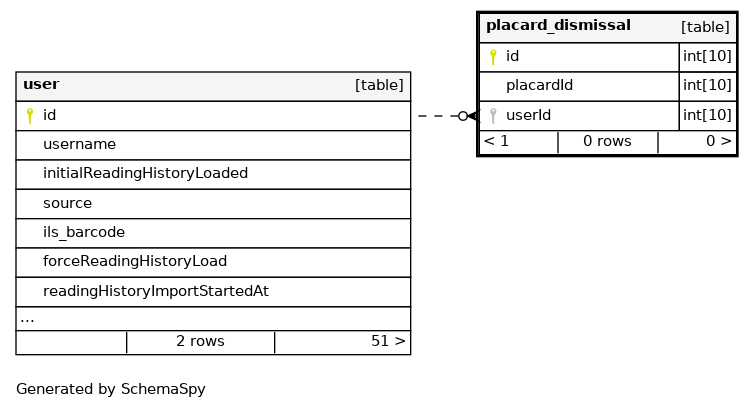 placard_dismissal [table]
id int[10]
placardId int[10]
userId int[10]
< 1 0 rows 0 >
user [table]
id
username
initialReadingHistoryLoaded
source
ils_barcode
forceReadingHistoryLoad
readingHistoryImportStartedAt
...
2 rows 51 >
Generated by SchemaSpy